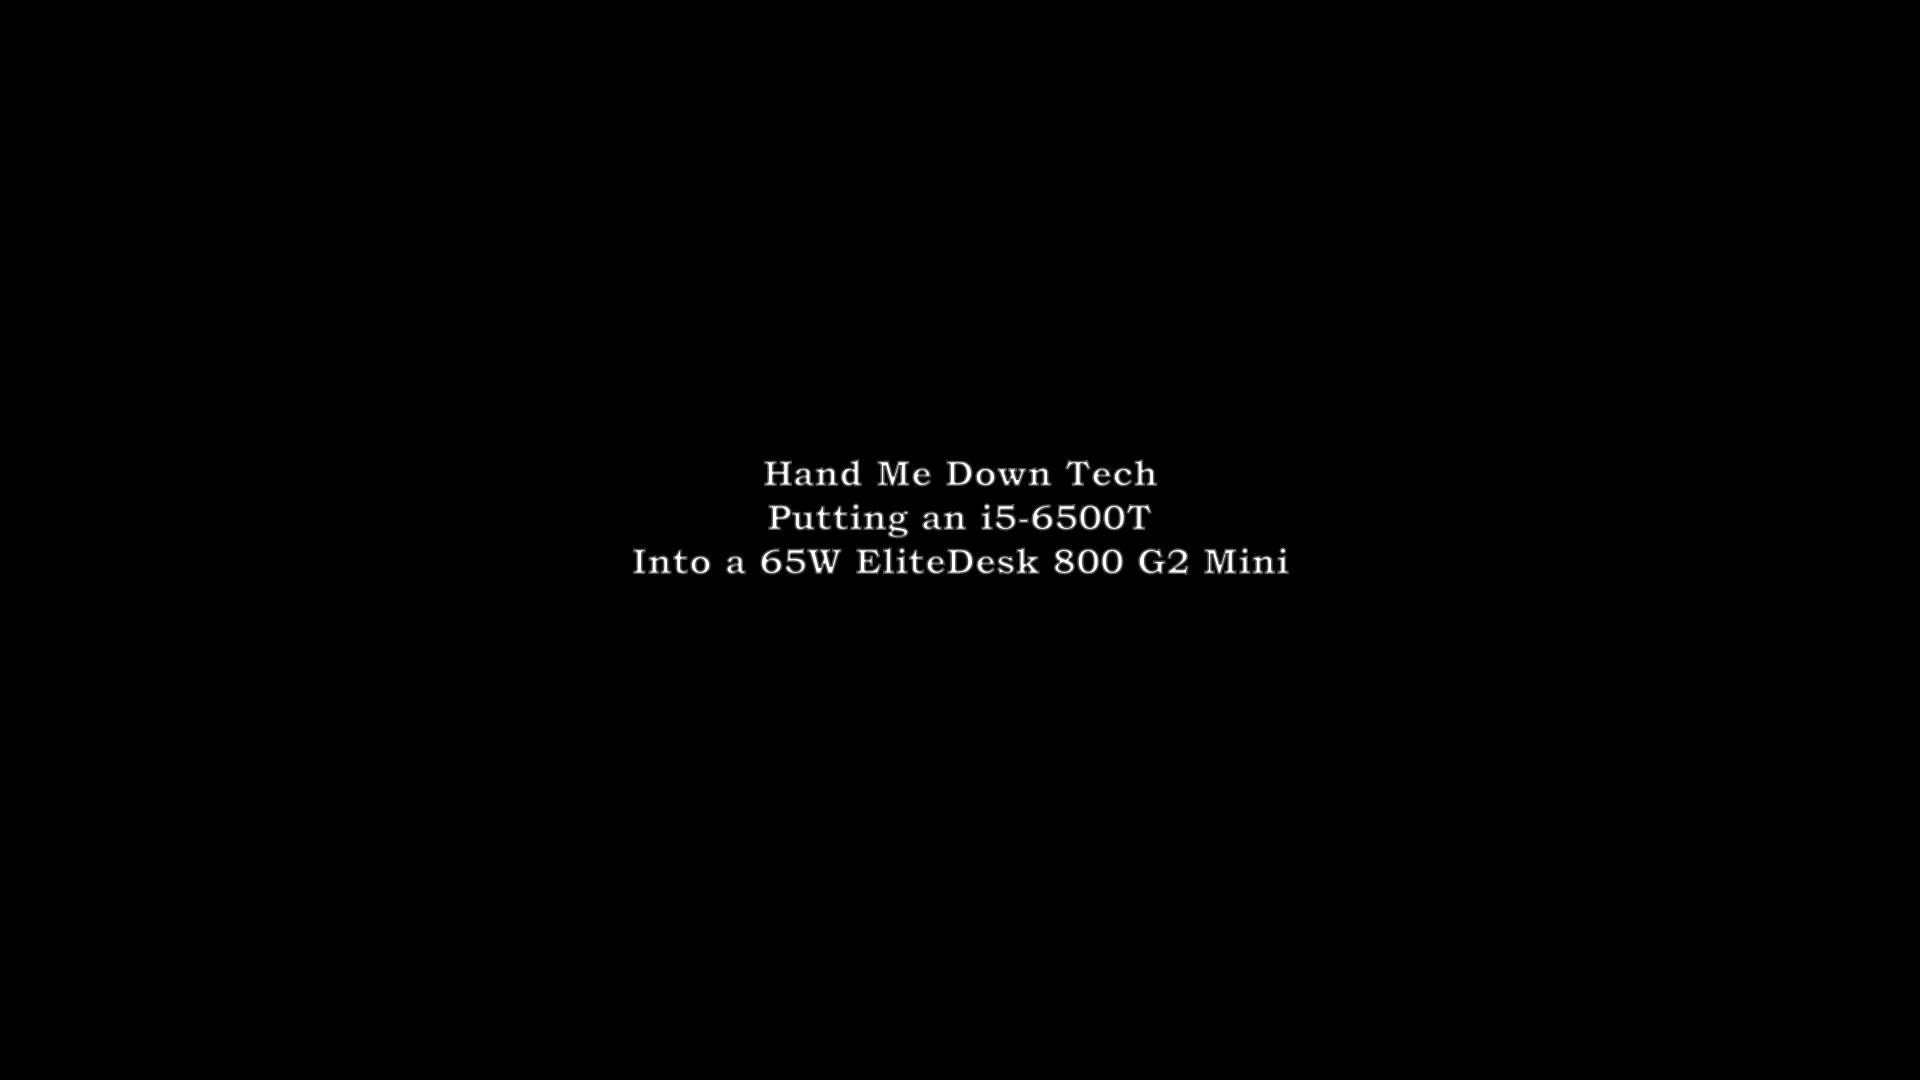 Hand Me Down Tech
Putting an i5-6500T
Into a 65W EliteDesk 800 G2 Mini